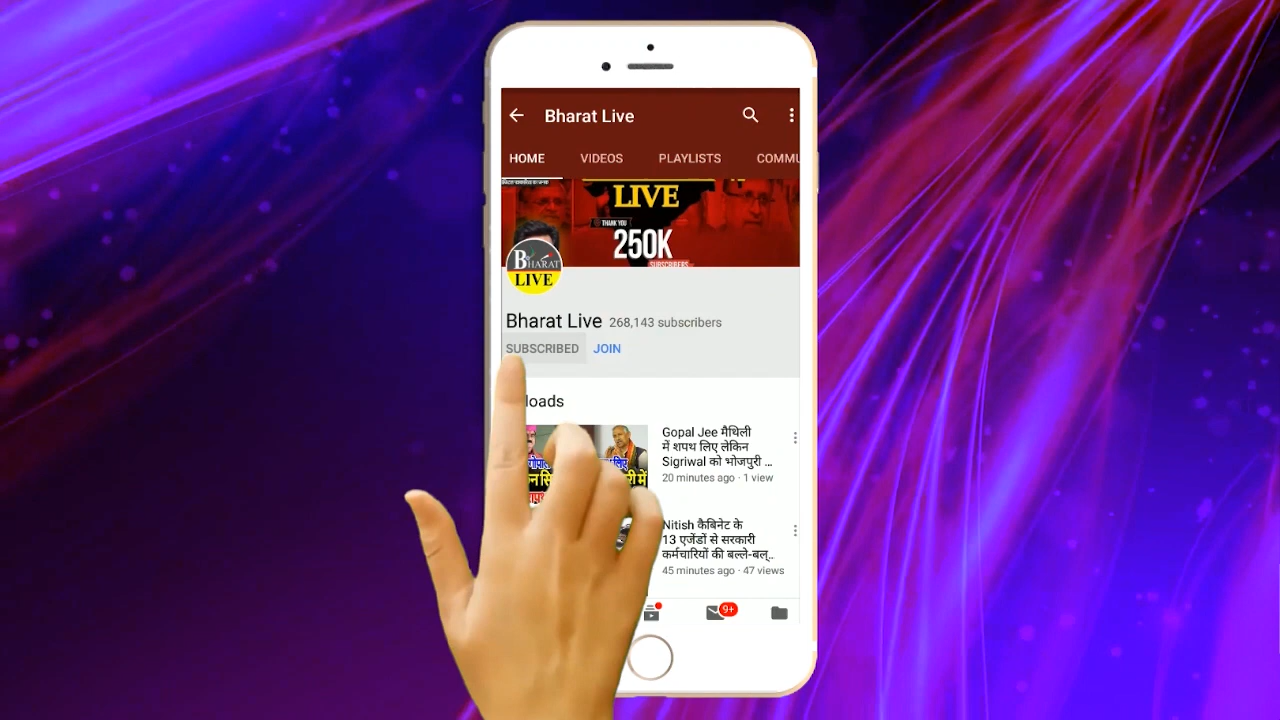 Bharat Live
HOME VIDEOS PLAYLISTS COMMU
LIVE
THANK YOU
250K
SUBSCRIBERS
BHARAT
LIVE
Bharat Live 268,143 subscribers
SUBSCRIBED JOIN
loads
Gopal Jee मैथिली
में शपथ लिए लेकिन
Sigriwal को भोजपुरी ...
20 minutes ago · 1 view
Nitish कैबिनेट के
13 एजेंडों से सरकारी
कर्मचारियों की बल्ले-बल्..
45 minutes ago · 47 views
9+